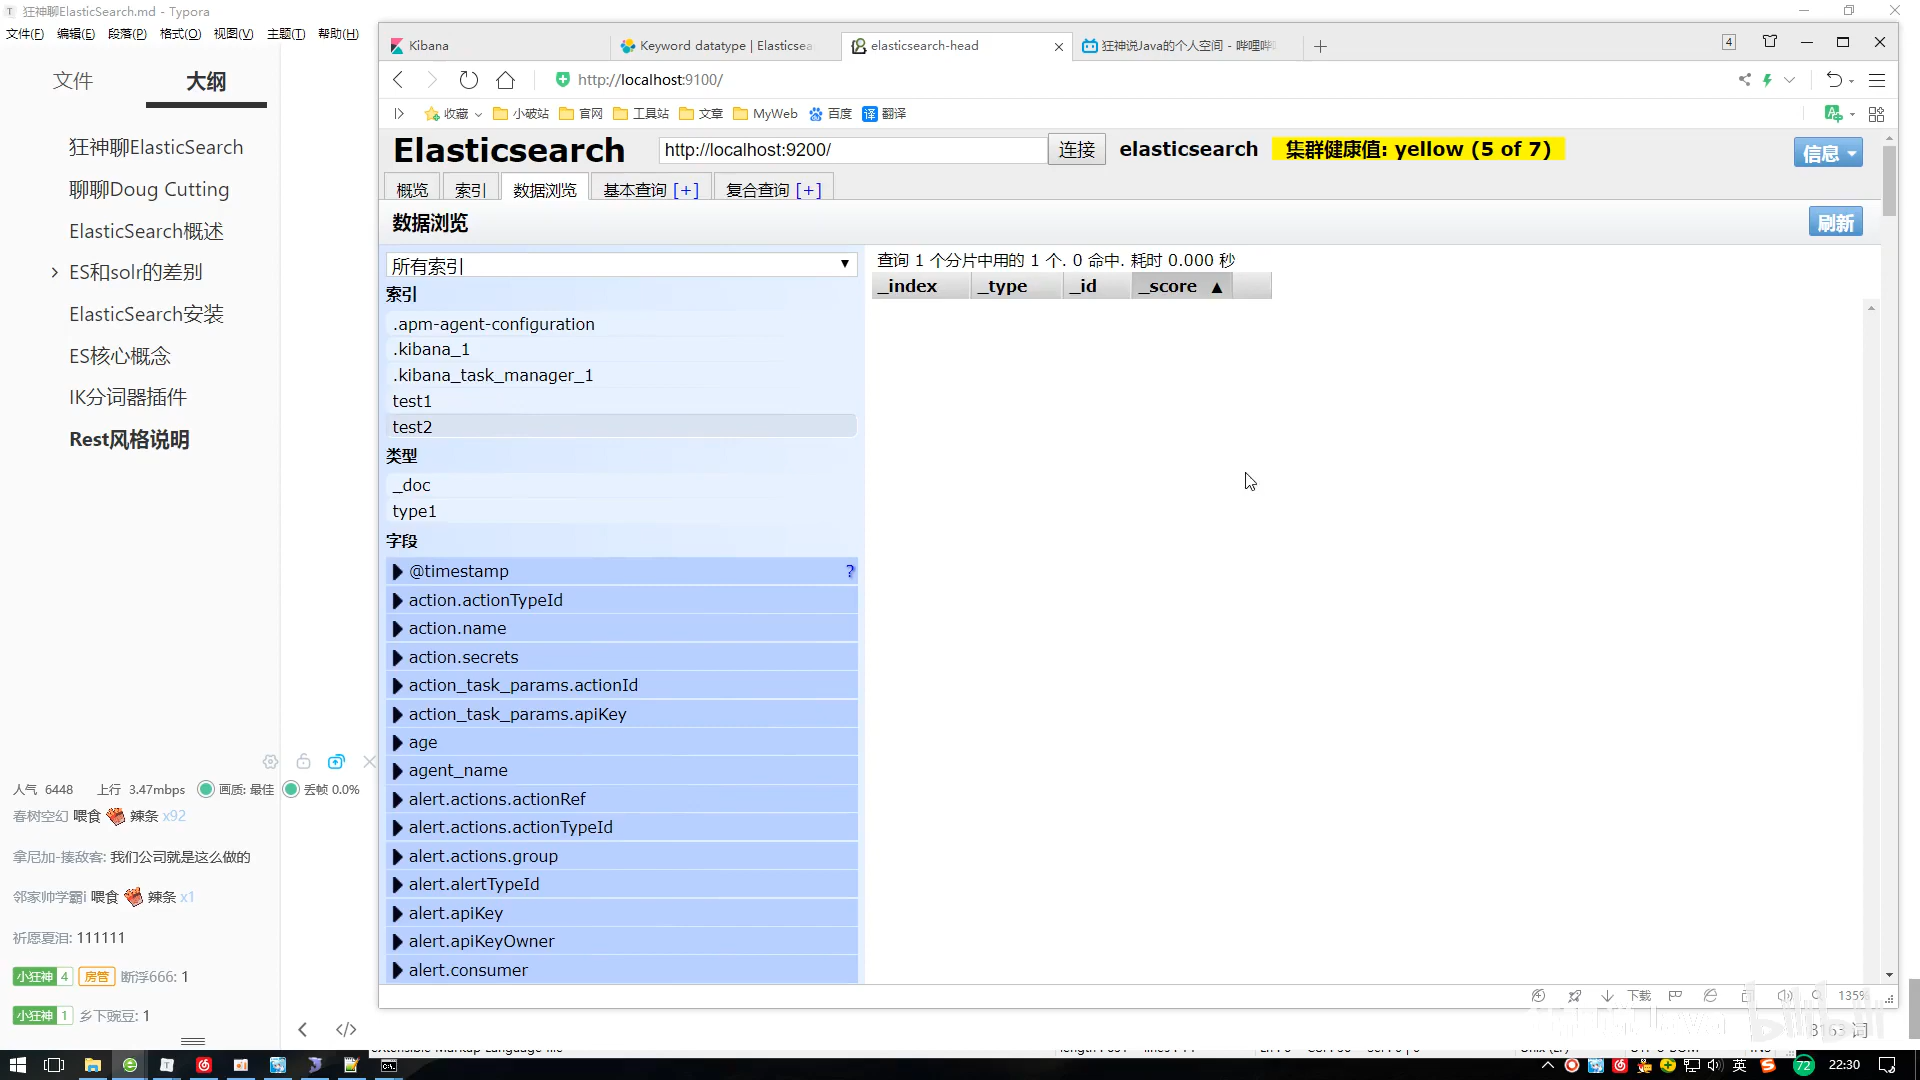 狂神聊ElasticSearch.md - Typora
文件(F) 编辑(E) 段落(P) 格式(O) 视图(V) 主题(T) 帮助(H)
文件 大纲
狂神聊ElasticSearch
聊聊Doug Cutting
ElasticSearch概述
ES和solr的差别
ElasticSearch安装
ES核心概念
IK分词器插件
Rest风格说明
人气 6448 上行 3.47mbps 画质: 最佳 丢帧 0.0%
春树空幻 喂食 辣条 x92
拿尼加-揍敌客: 我们公司就是这么做的
邻家帅学霸i 喂食 辣条 x1
祈愿夏泪: 111111
小狂神 4 房管 断浮666: 1
小狂神 1 乡下豌豆: 1
Kibana
Keyword datatype | Elasticsea
elasticsearch-head
狂神说Java的个人空间 - 哔哩哔
4
http://localhost:9100/
收藏 小破站 官网 工具站 文章 MyWeb 百度 译 翻译
Elasticsearch http://localhost:9200/ 连接 elasticsearch 集群健康值: yellow (5 of 7) 信息
概览 索引 数据浏览 基本查询 [+] 复合查询 [+]
数据浏览 刷新
所有索引
索引
.apm-agent-configuration
.kibana_1
.kibana_task_manager_1
test1
test2
类型
_doc
type1
字段
@timestamp ?
action.actionTypeId
action.name
action.secrets
action_task_params.actionId
action_task_params.apiKey
age
agent_name
alert.actions.actionRef
alert.actions.actionTypeId
alert.actions.group
alert.alertTypeId
alert.apiKey
alert.apiKeyOwner
alert.consumer
查询 1 个分片中用的 1 个. 0 命中. 耗时 0.000 秒
_index _type _id _score ▲
下载 135%
8163 词
英 72 22:30